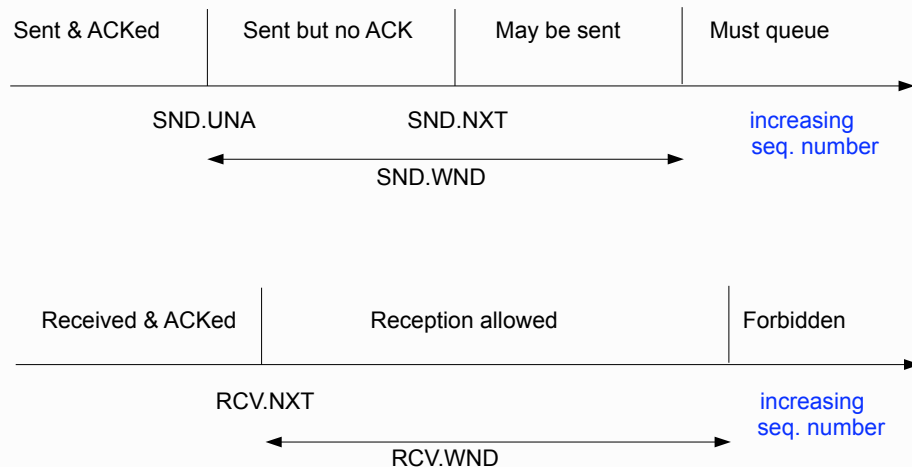 Sent & ACKed Sent but no ACK May be sent Must queue
SND.UNA SND.NXT increasing
seq. number
SND.WND
Received & ACKed Reception allowed Forbidden
RCV.NXT increasing
seq. number
RCV.WND